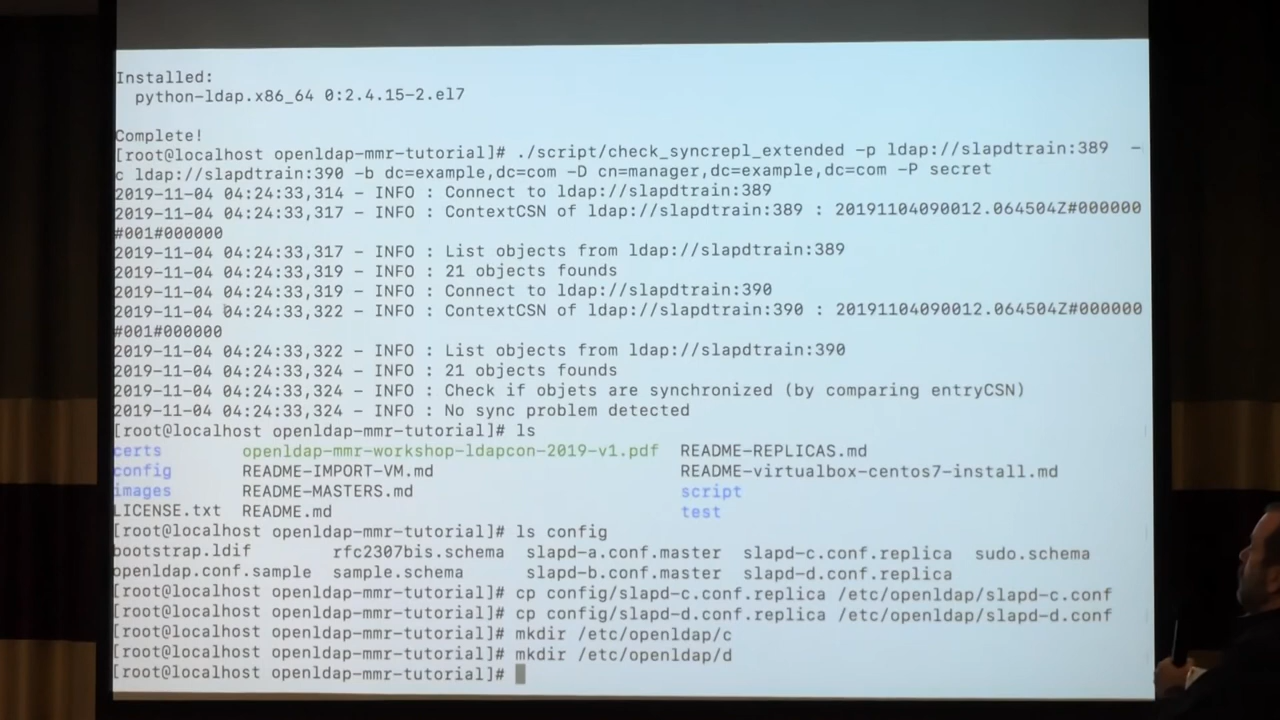 Installed:
python-ldap.x86_64 0:2.4.15-2.el7
Complete!
[root@localhost openldap-mmr-tutorial]# ./script/check_syncrepl_extended -p ldap://slapdtrain:389 -
c ldap://slapdtrain:390 -b dc=example,dc=com -D cn=manager,dc=example,dc=com -P secret
2019-11-04 04:24:33,314 - INFO : Connect to ldap://slapdtrain:389
2019-11-04 04:24:33,317 - INFO : ContextCSN of ldap://slapdtrain:389 : 20191104090012.064504Z#000000
#001#000000
2019-11-04 04:24:33,317 - INFO : List objects from ldap://slapdtrain:389
2019-11-04 04:24:33,319 - INFO : 21 objects founds
2019-11-04 04:24:33,319 - INFO : Connect to ldap://slapdtrain:390
2019-11-04 04:24:33,322 - INFO : ContextCSN of ldap://slapdtrain:390 : 20191104090012.064504Z#000000
#001#000000
2019-11-04 04:24:33,322 - INFO : List objects from ldap://slapdtrain:390
2019-11-04 04:24:33,324 - INFO : 21 objects founds
2019-11-04 04:24:33,324 - INFO : Check if objets are synchronized (by comparing entryCSN)
2019-11-04 04:24:33,324 - INFO : No sync problem detected
[root@localhost openldap-mmr-tutorial]# ls
certs openldap-mmr-workshop-ldapcon-2019-v1.pdf README-REPLICAS.md
config README-IMPORT-VM.md README-virtualbox-centos7-install.md
images README-MASTERS.md script
LICENSE.txt README.md test
[root@localhost openldap-mmr-tutorial]# ls config
bootstrap.ldif rfc2307bis.schema slapd-a.conf.master slapd-c.conf.replica sudo.schema
openldap.conf.sample sample.schema slapd-b.conf.master slapd-d.conf.replica
[root@localhost openldap-mmr-tutorial]# cp config/slapd-c.conf.replica /etc/openldap/slapd-c.conf
[root@localhost openldap-mmr-tutorial]# cp config/slapd-d.conf.replica /etc/openldap/slapd-d.conf
[root@localhost openldap-mmr-tutorial]# mkdir /etc/openldap/c
[root@localhost openldap-mmr-tutorial]# mkdir /etc/openldap/d
[root@localhost openldap-mmr-tutorial]#